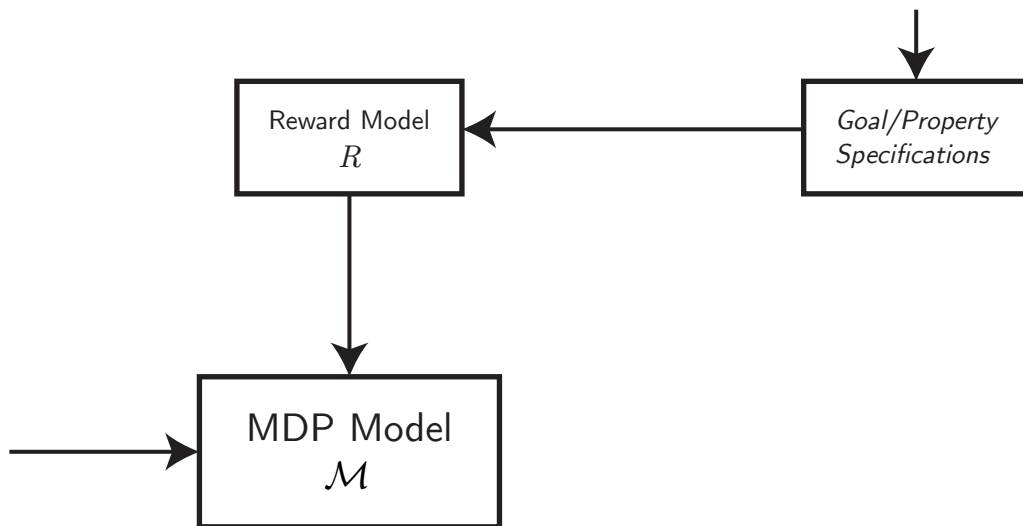 Reward Model
R
Goal/Property
Specifications
MDP Model
ℳ